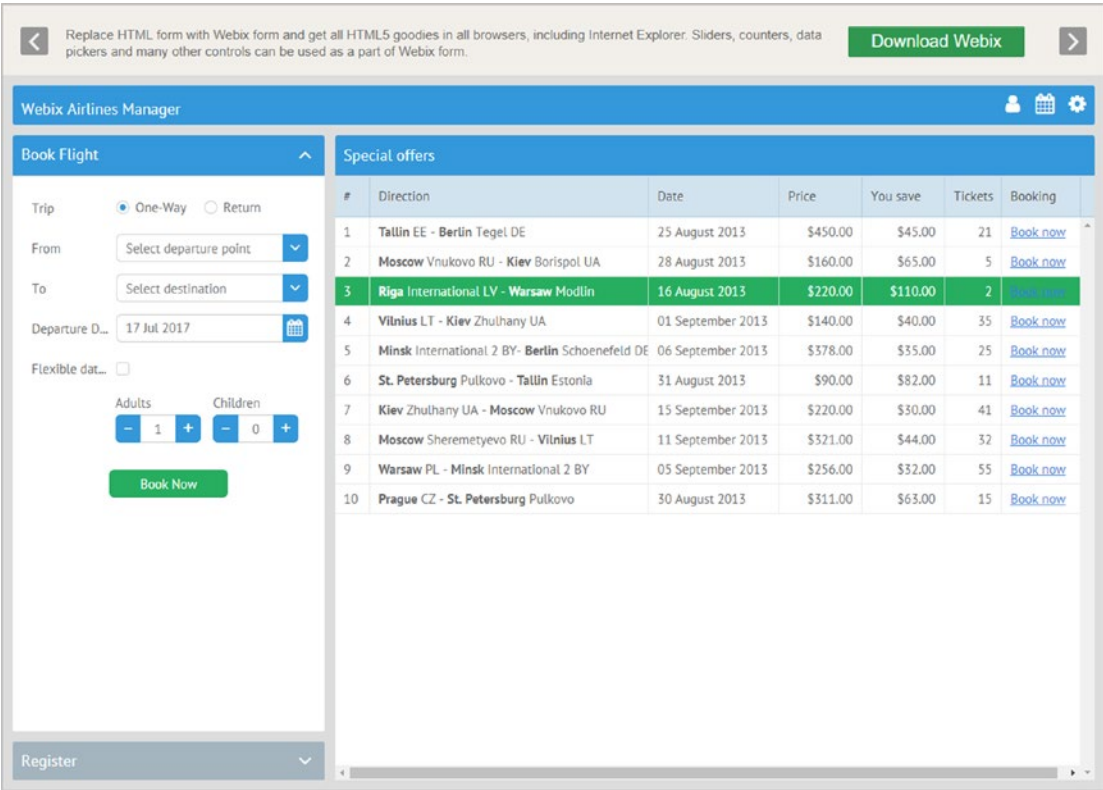 Replace HTML form with Webix form and get all HTML5 goodies in all browsers, including Internet Explorer. Sliders, counters, data
pickers and many other controls can be used as a part of Webix form.
Download Webix
Webix Airlines Manager
Book Flight
Trip One-Way Return
From Select departure point
To Select destination
Departure D... 17 Jul 2017
Flexible dat...
Adults Children
- 1 + - 0 +
Book Now
Register
Special offers
# Direction Date Price You save Tickets Booking
1 Tallin EE - Berlin Tegel DE 25 August 2013 $450.00 $45.00 21 Book now
2 Moscow Vnukovo RU - Kiev Borispol UA 28 August 2013 $160.00 $65.00 5 Book now
3 Riga International LV - Warsaw Modlin 16 August 2013 $220.00 $110.00 2 Book now
4 Vilnius LT - Kiev Zhulhany UA 01 September 2013 $140.00 $40.00 35 Book now
5 Minsk International 2 BY- Berlin Schoenefeld DE 06 September 2013 $378.00 $35.00 25 Book now
6 St. Petersburg Pulkovo - Tallin Estonia 31 August 2013 $90.00 $82.00 11 Book now
7 Kiev Zhulhany UA - Moscow Vnukovo RU 15 September 2013 $220.00 $30.00 41 Book now
8 Moscow Sheremetyevo RU - Vilnius LT 11 September 2013 $321.00 $44.00 32 Book now
9 Warsaw PL - Minsk International 2 BY 05 September 2013 $256.00 $32.00 55 Book now
10 Prague CZ - St. Petersburg Pulkovo 30 August 2013 $311.00 $63.00 15 Book now